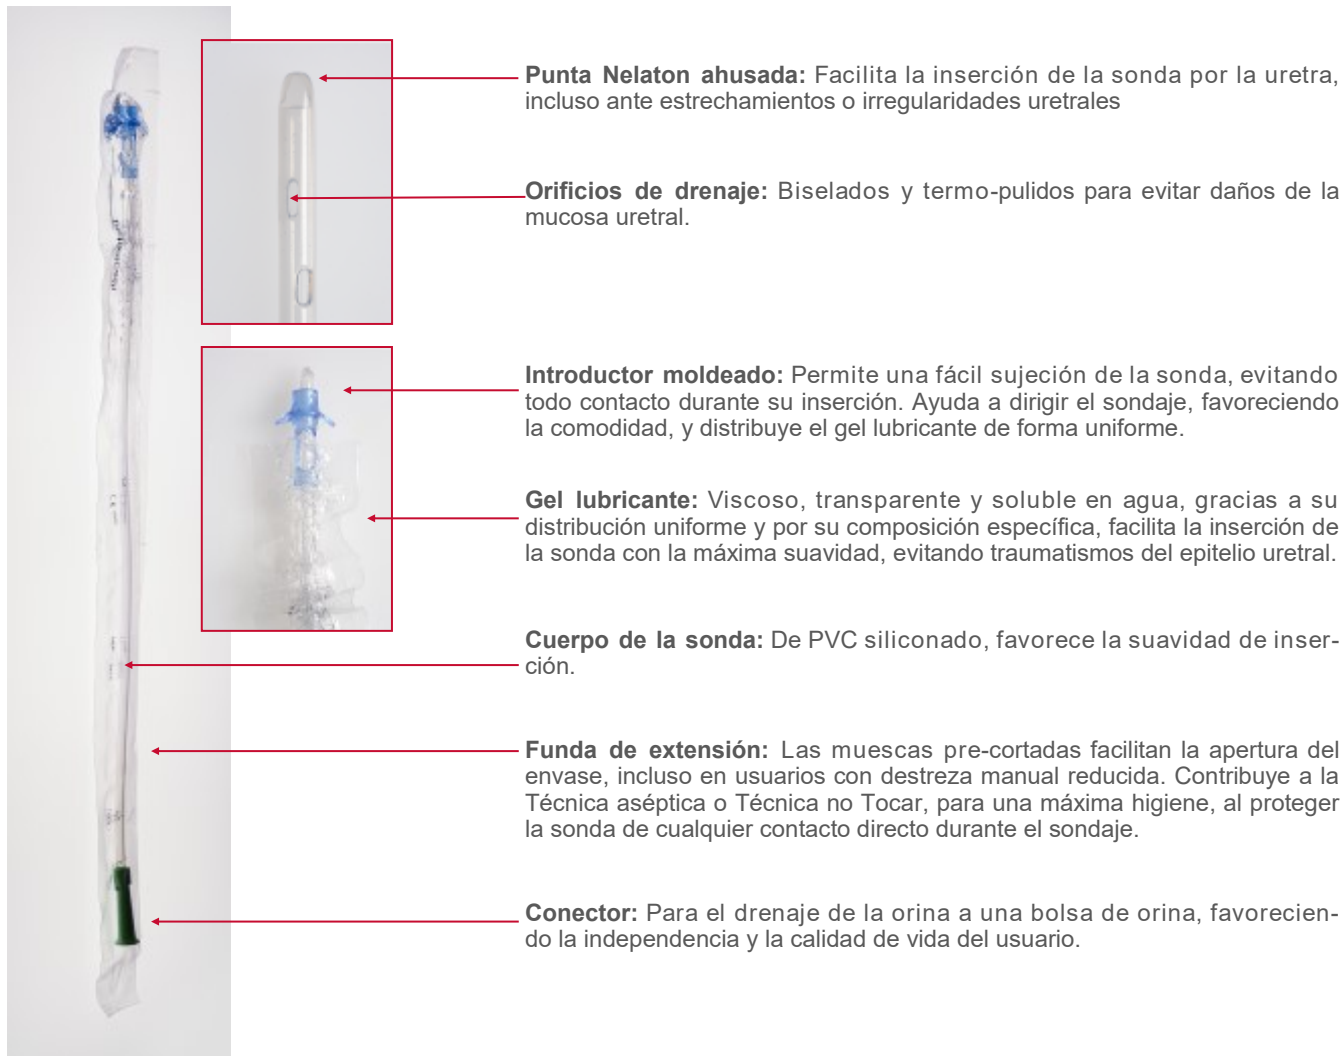 Punta Nelaton ahusada: Facilita la inserción de la sonda por la uretra,
incluso ante estrechamientos o irregularidades uretrales
Orificios de drenaje: Biselados y termo-pulidos para evitar daños de la
mucosa uretral.
Introductor moldeado: Permite una fácil sujeción de la sonda, evitando
todo contacto durante su inserción. Ayuda a dirigir el sondaje, favoreciendo
la comodidad, y distribuye el gel lubricante de forma uniforme.
Gel lubricante: Viscoso, transparente y soluble en agua, gracias a su
distribución uniforme y por su composición específica, facilita la inserción de
la sonda con la máxima suavidad, evitando traumatismos del epitelio uretral.
Cuerpo de la sonda: De PVC siliconado, favorece la suavidad de inser-
ción.
Funda de extensión: Las muescas pre-cortadas facilitan la apertura del
envase, incluso en usuarios con destreza manual reducida. Contribuye a la
Técnica aséptica o Técnica no Tocar, para una máxima higiene, al proteger
la sonda de cualquier contacto directo durante el sondaje.
Conector: Para el drenaje de la orina a una bolsa de orina, favorecien-
do la independencia y la calidad de vida del usuario.